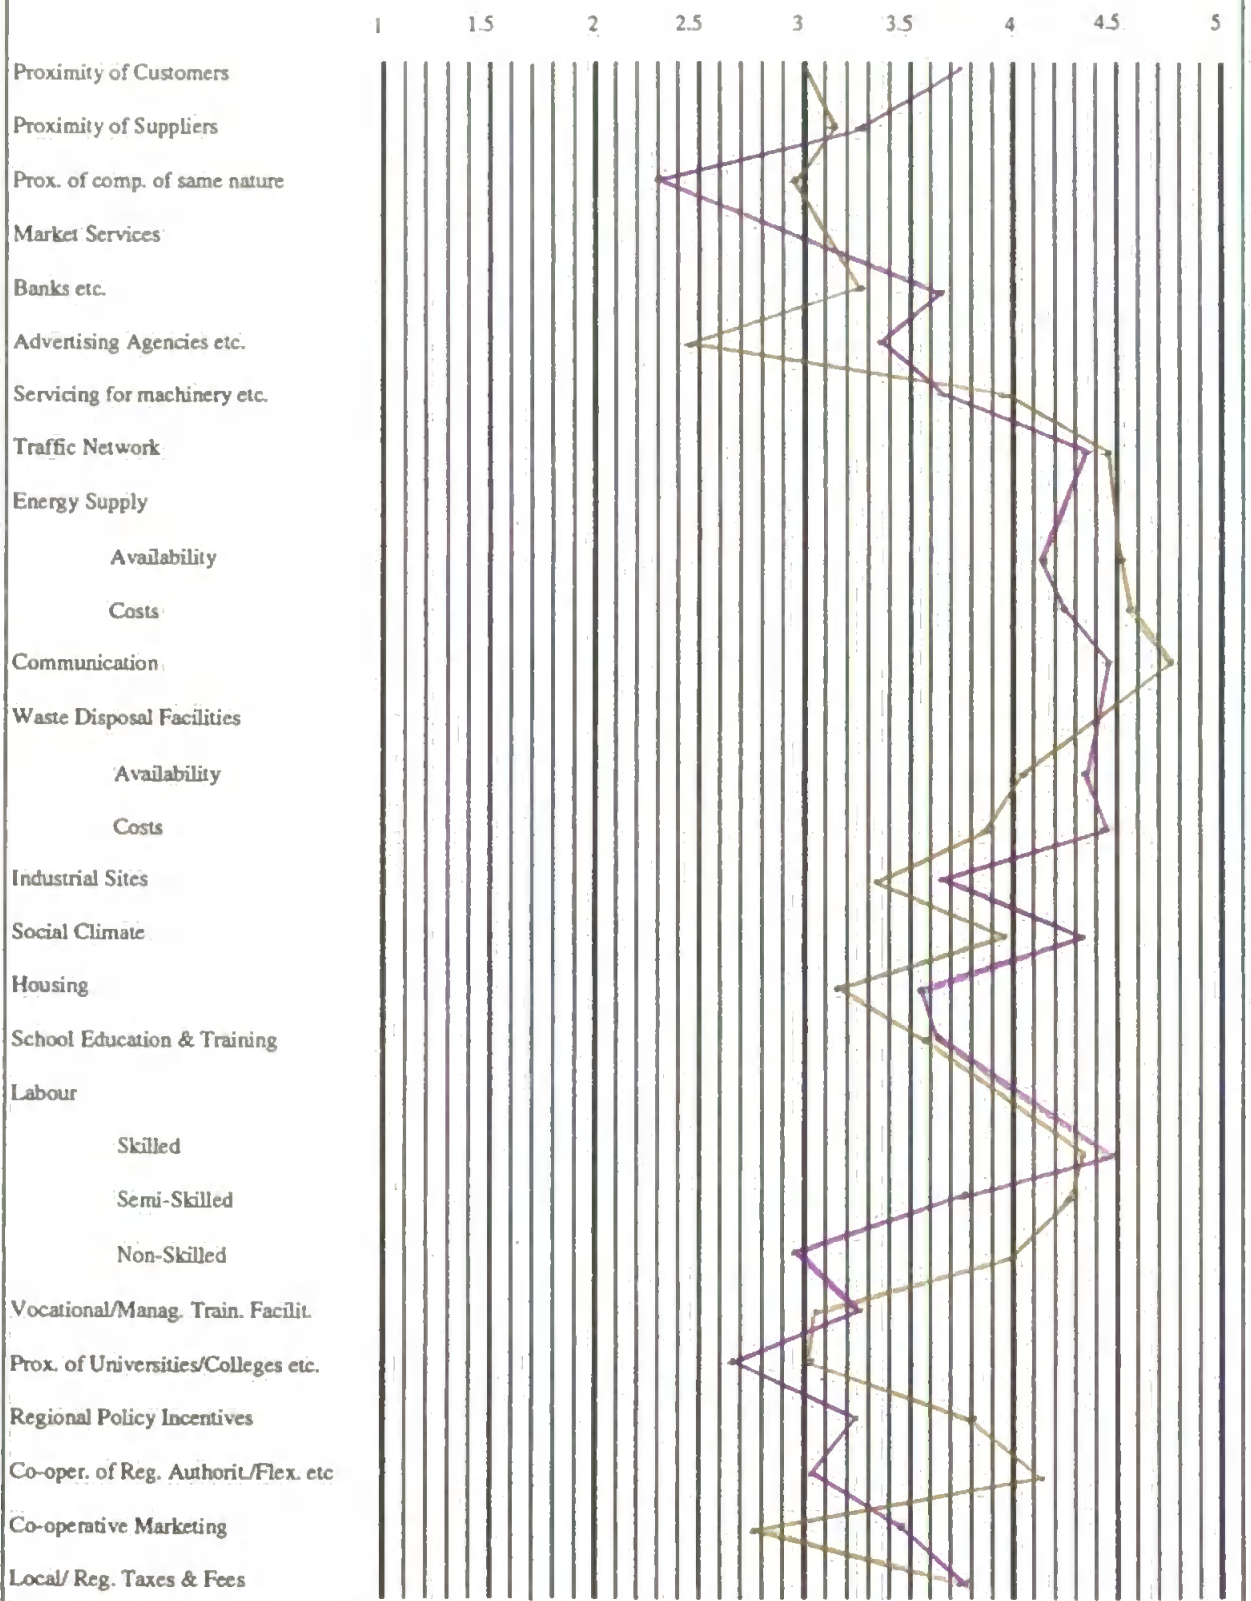 1 1.5 2 2.5 3 3.5 4 4.5 5
Proximity of Customers
Proximity of Suppliers
Prox. of comp. of same nature
Market Services
Banks etc.
Advertising Agencies etc.
Servicing for machinery etc.
Traffic Network
Energy Supply
Availability
Costs
Communication
Waste Disposal Facilities
Availability
Costs
Industrial Sites
Social Climate
Housing
School Education & Training
Labour
Skilled
Semi-Skilled
Non-Skilled
Vocational/Manag. Train. Facilit.
Prox. of Universities/Colleges etc.
Regional Policy Incentives
Co-oper. of Reg. Authorit./Flex. etc
Co-operative Marketing
Local/ Reg. Taxes & Fees